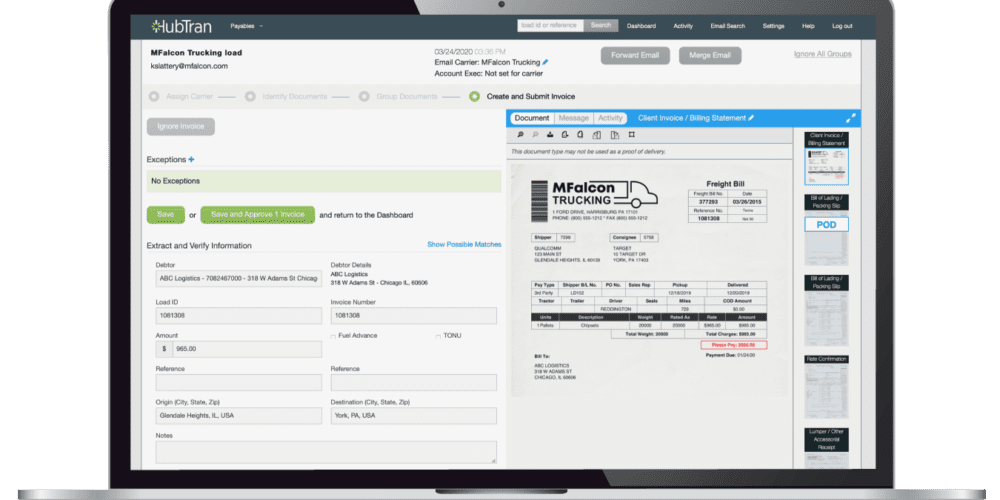 HubTran
Payables
load id or reference
Search
Dashboard
Activity
Email Search
Settings
Help
Log out
MFalcon Trucking load
kslattery@mfalcon.com
03/24/2020 03:36 PM
Email Carrier: MFalcon Trucking
Account Exec: Not set for carrier
Forward Email
Merge Email
Ignore All Groups
Assign Carrier
Identify Documents
Group Documents
Create and Submit Invoice
Ignore Invoice
Exceptions +
No Exceptions
Save or Save and Approve 1 Invoice and return to the Dashboard
Extract and Verify Information
Show Possible Matches
Debtor
ABC Logistics - 7082467000 - 318 W Adams St Chicag
Debtor Details
ABC Logistics
318 W Adams St - Chicago IL, 60606
Load ID
1081308
Invoice Number
1081308
Amount
$ 965.00
Fuel Advance
TONU
Reference
Reference
Origin (City, State, Zip)
Glendale Heights, IL, USA
Destination (City, State, Zip)
York, PA, USA
Notes
Document
Message
Activity
Client Invoice / Billing Statement
This document type may not be used as a proof of delivery.
MFalcon
TRUCKING
1 FORD DRIVE, HARRISBURG PA 17101
PHONE: (800) 555-1212 * FAX (800) 555-1212
Freight Bill
Freight Bill No. Date
377293 03/26/2015
Reference No. Terms
1081308 Net 30
Shipper 7299
QUALCOMM
123 MAIN ST
GLENDALE HEIGHTS, IL 60139
Consignee 5756
TARGET
10 TARGET DR
YORK, PA 17403
Pay Type Shipper B/L No. PO No. Sales Rep Pickup Delivered
3rd Party LD152 12/18/2019 12/20/2019
Tractor Trailer Driver Seals Miles COD Amount
REDDINGTON 729 $0.00
Units Description Weight Rated As Rate Amount
1 Pallets Chipsets 20000 20000 $965.00 $965.00
Total Weight: 20000 Total Charges: $965.00
Please Pay: $965.00
Payment Due: 01/24/20
Bill To:
ABC LOGISTICS
318 W ADAMS ST
CHICAGO, IL 60606
Client Invoice /
Billing Statement
Bill of Lading /
Packing Slip
POD
Bill of Lading /
Packing Slip
Rate Confirmation
Lumper / Other
Accessorial
Receipt